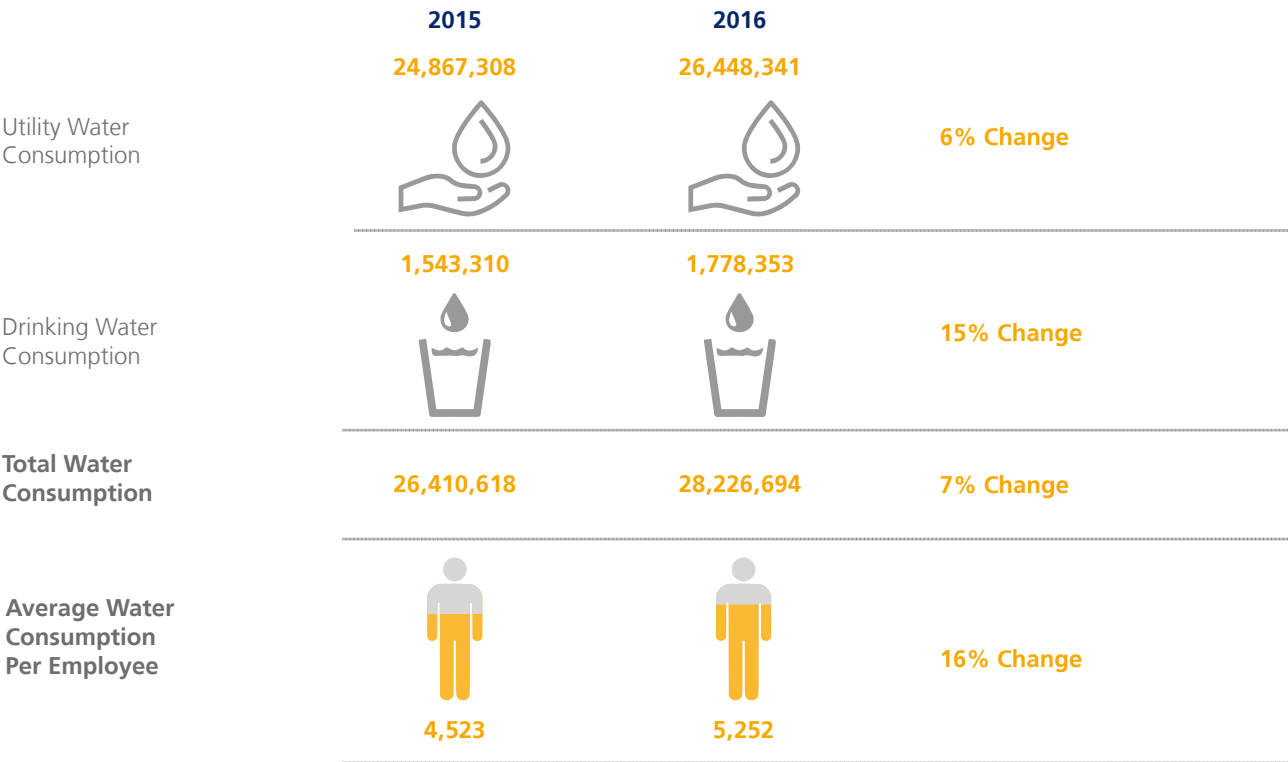 2015 2016
24,867,308 26,448,341
Utility Water
Consumption
6% Change
1,543,310 1,778,353
Drinking Water
Consumption
15% Change
Total Water
Consumption
26,410,618 28,226,694 7% Change
Average Water
Consumption
Per Employee
16% Change
4,523 5,252